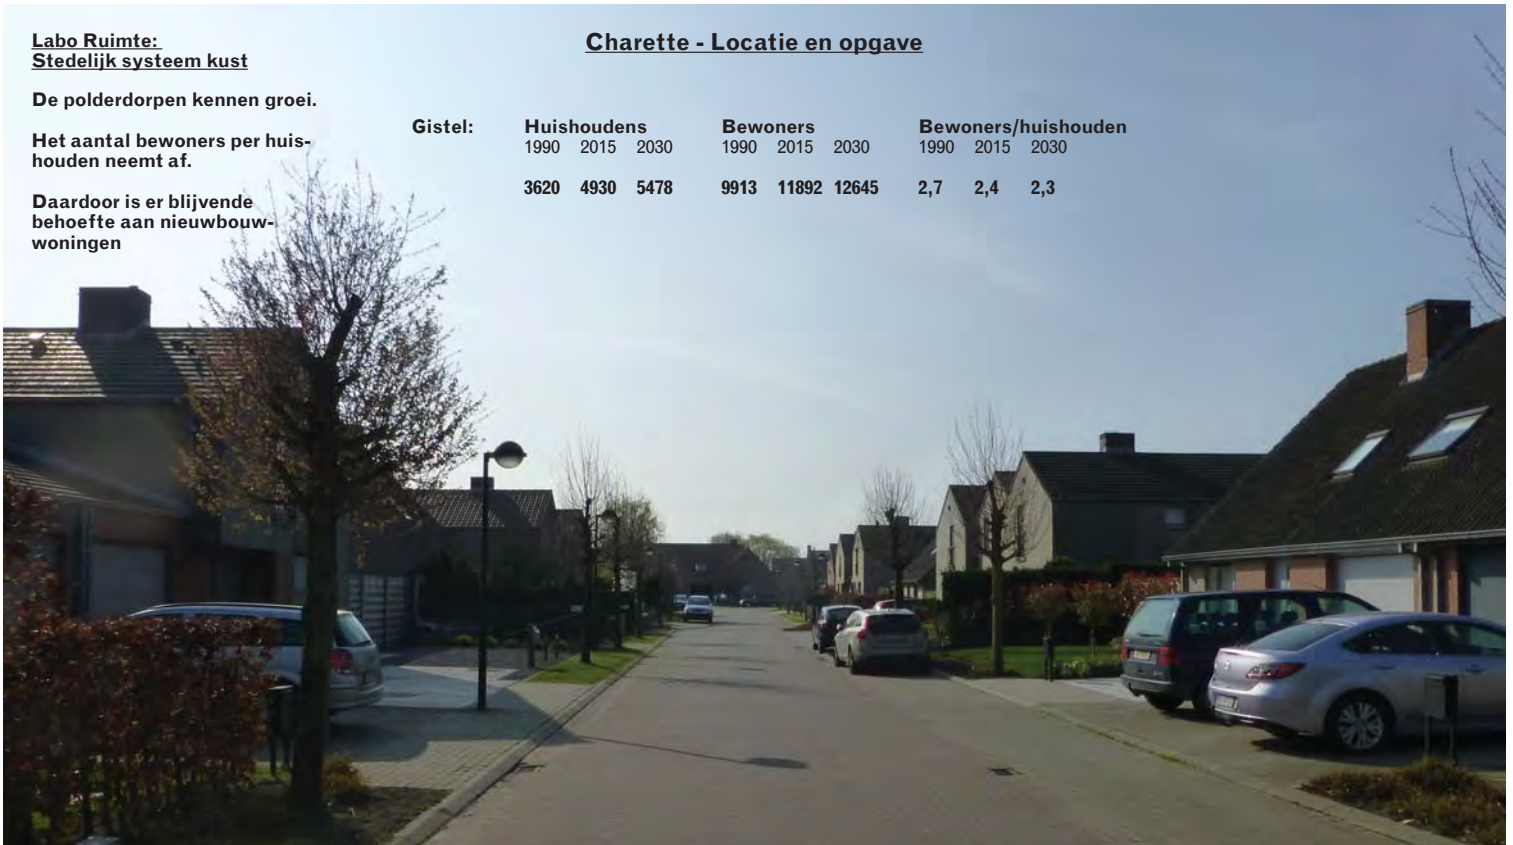 Labo Ruimte:
Stedelijk systeem kust
De polderdorpen kennen groei.
Het aantal bewoners per huis-
houden neemt af.
Daardoor is er blijvende
behoefte aan nieuwbouw-
woningen
Charette - Locatie en opgave
Gistel: Huishoudens Bewoners Bewoners/huishouden
1990 2015 2030 1990 2015 2030 1990 2015 2030
3620 4930 5478 9913 11892 12645 2,7 2,4 2,3